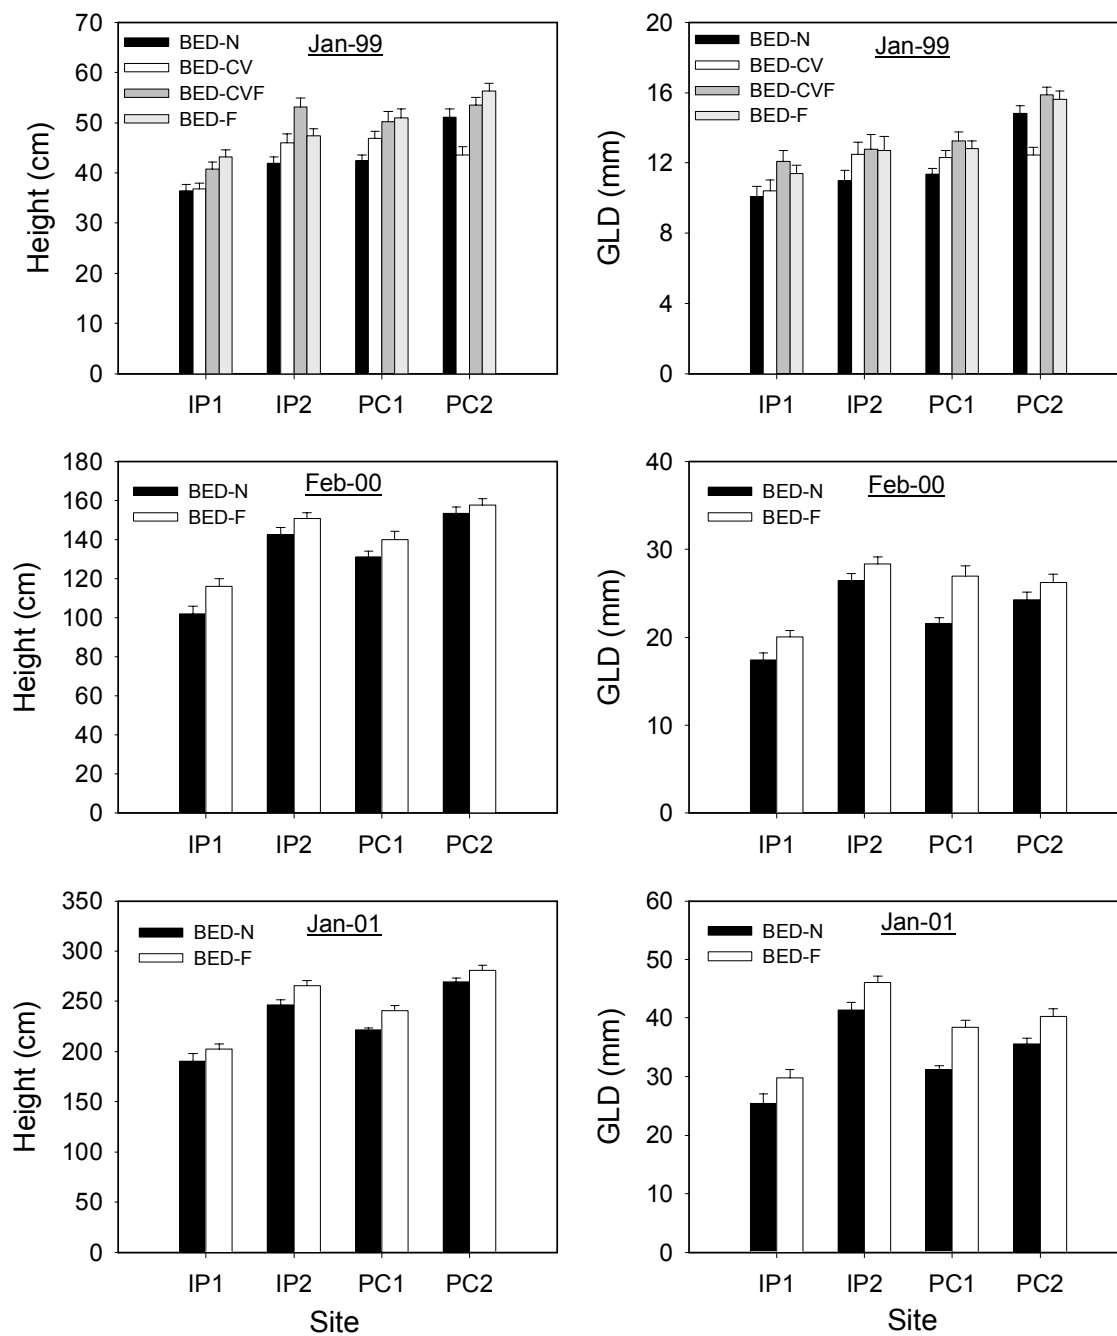 Jan-99
BED-N
BED-CV
BED-CVF
BED-F
Height (cm)
70
60
50
40
30
20
10
0
IP1 IP2 PC1 PC2
Jan-99
BED-N
BED-CV
BED-CVF
BED-F
GLD (mm)
20
16
12
8
4
0
IP1 IP2 PC1 PC2
Feb-00
BED-N
BED-F
Height (cm)
180
160
140
120
100
80
60
40
20
0
IP1 IP2 PC1 PC2
Feb-00
BED-N
BED-F
GLD (mm)
40
30
20
10
0
IP1 IP2 PC1 PC2
Jan-01
BED-N
BED-F
Height (cm)
350
300
250
200
150
100
50
0
IP1 IP2 PC1 PC2
Site
Jan-01
BED-N
BED-F
GLD (mm)
60
50
40
30
20
10
0
IP1 IP2 PC1 PC2
Site